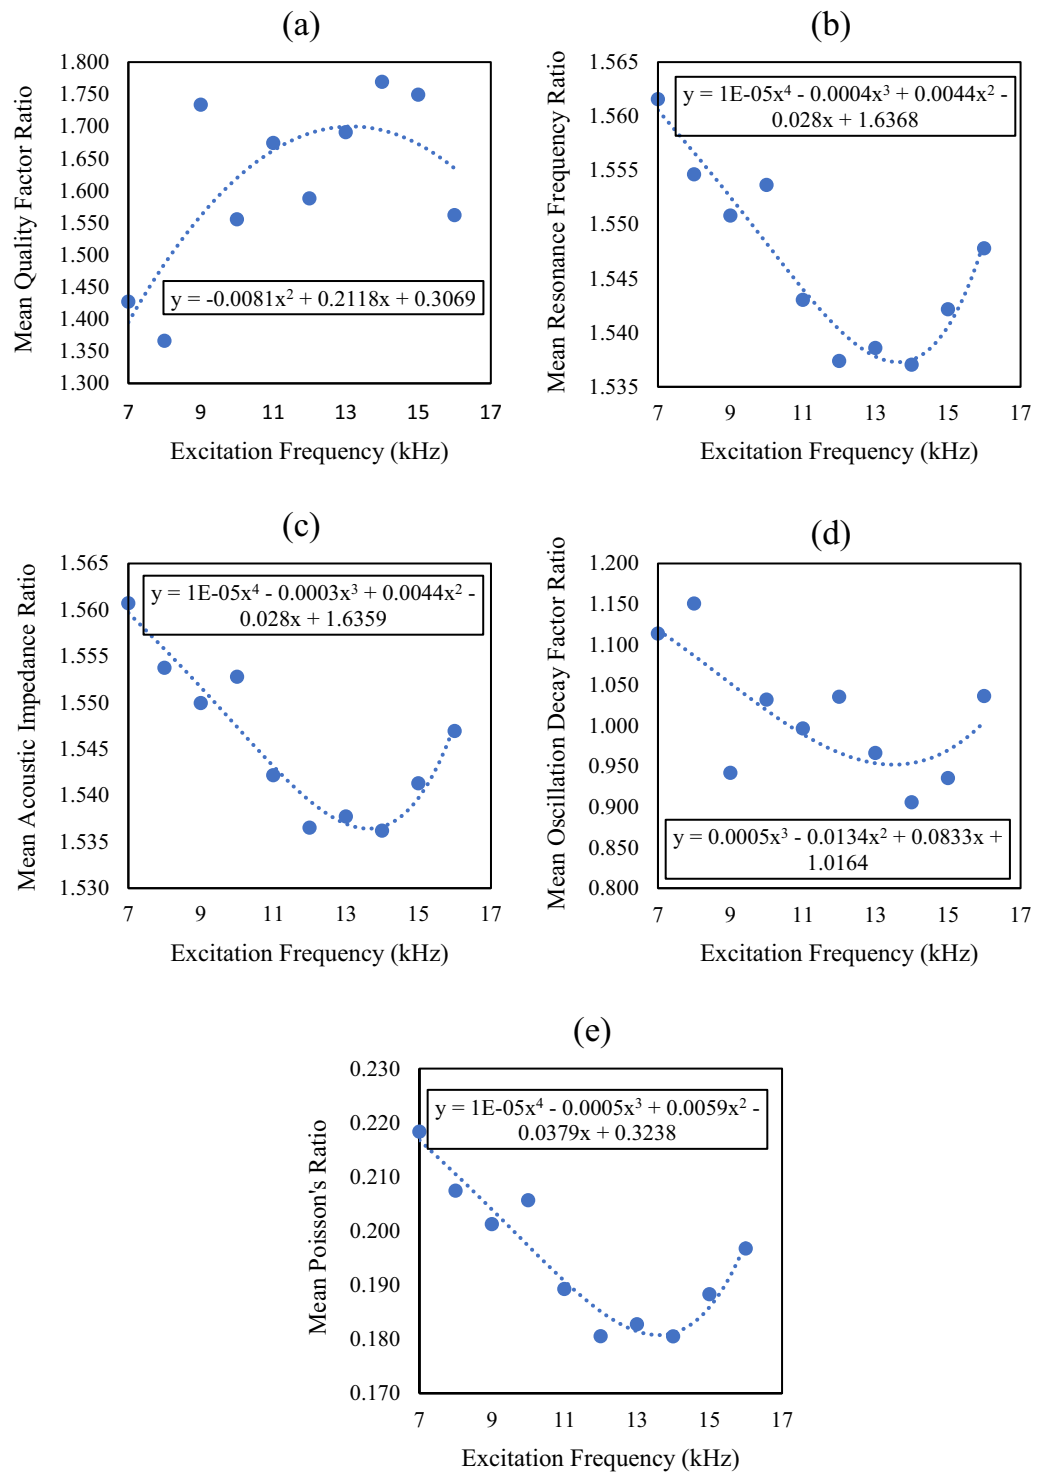 (a)
Mean Quality Factor Ratio
1.800
1.750
1.700
1.650
1.600
1.550
1.500
1.450
1.400
1.350
1.300
y = -0.0081x² + 0.2118x + 0.3069
7 9 11 13 15 17
Excitation Frequency (kHz)
(b)
Mean Resonance Frequency Ratio
1.565
1.560
1.555
1.550
1.545
1.540
1.535
y = 1E-05x⁴ - 0.0004x³ + 0.0044x² -
0.028x + 1.6368
7 9 11 13 15 17
Excitation Frequency (kHz)
(c)
Mean Acoustic Impedance Ratio
1.565
1.560
1.555
1.550
1.545
1.540
1.535
1.530
y = 1E-05x⁴ - 0.0003x³ + 0.0044x² -
0.028x + 1.6359
7 9 11 13 15 17
Excitation Frequency (kHz)
(d)
Mean Oscillation Decay Factor Ratio
1.200
1.150
1.100
1.050
1.000
0.950
0.900
0.850
0.800
y = 0.0005x³ - 0.0134x² + 0.0833x +
1.0164
7 9 11 13 15 17
Excitation Frequency (kHz)
(e)
Mean Poisson's Ratio
0.230
0.220
0.210
0.200
0.190
0.180
0.170
y = 1E-05x⁴ - 0.0005x³ + 0.0059x² -
0.0379x + 0.3238
7 9 11 13 15 17
Excitation Frequency (kHz)